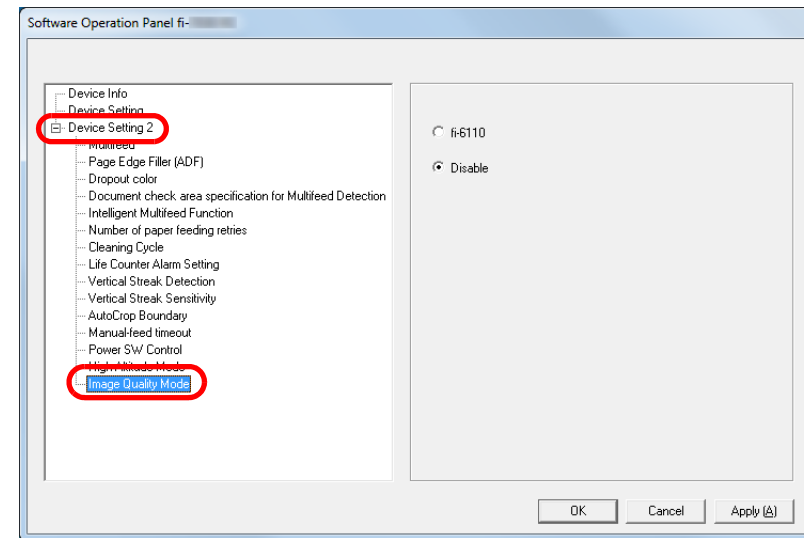 Software Operation Panel fi-
Device Info
Device Setting
Device Setting 2
Multifeed
Page Edge Filler (ADF)
Dropout color
Document check area specification for Multifeed Detection
Intelligent Multifeed Function
Number of paper feeding retries
Cleaning Cycle
Life Counter Alarm Setting
Vertical Streak Detection
Vertical Streak Sensitivity
AutoCrop Boundary
Manual-feed timeout
Power SW Control
High Altitude Mode
Image Quality Mode
fi-6110
Disable
OK Cancel Apply (A)